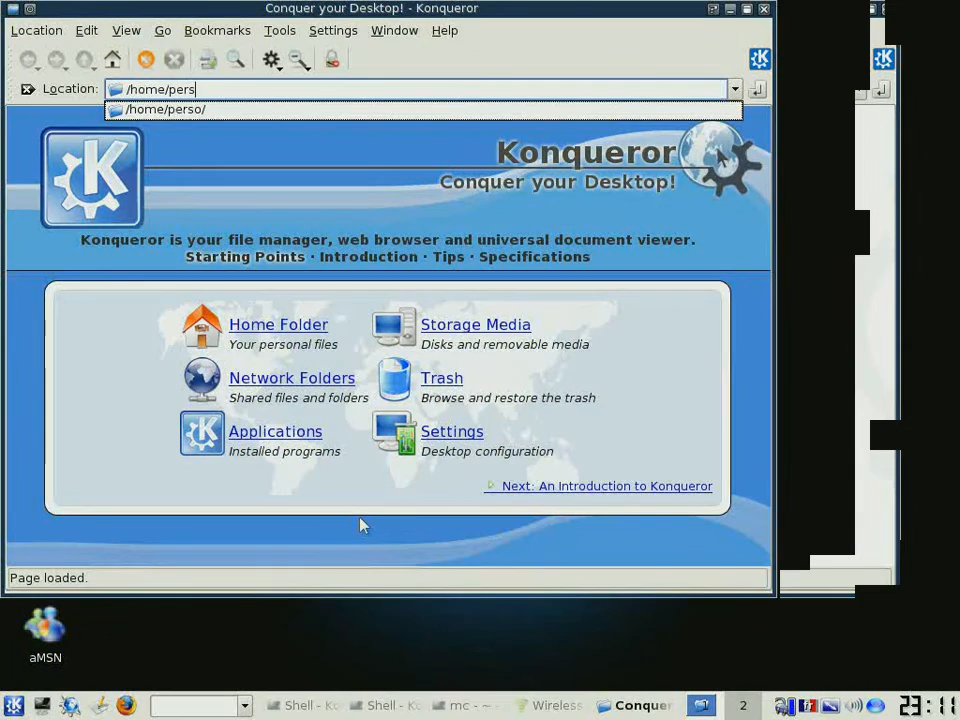 Conquer your Desktop! - Konqueror
Location Edit View Go Bookmarks Tools Settings Window Help
Location: /home/pers
/home/perso/
Konqueror
Conquer your Desktop!
Konqueror is your file manager, web browser and universal document viewer.
Starting Points · Introduction · Tips · Specifications
Home Folder
Your personal files
Storage Media
Disks and removable media
Network Folders
Shared files and folders
Trash
Browse and restore the trash
Applications
Installed programs
Settings
Desktop configuration
Next: An Introduction to Konqueror
Page loaded.
aMSN
Shell - Ko Shell - Ko mc - ~ - Wireless Conquer 2 23:11